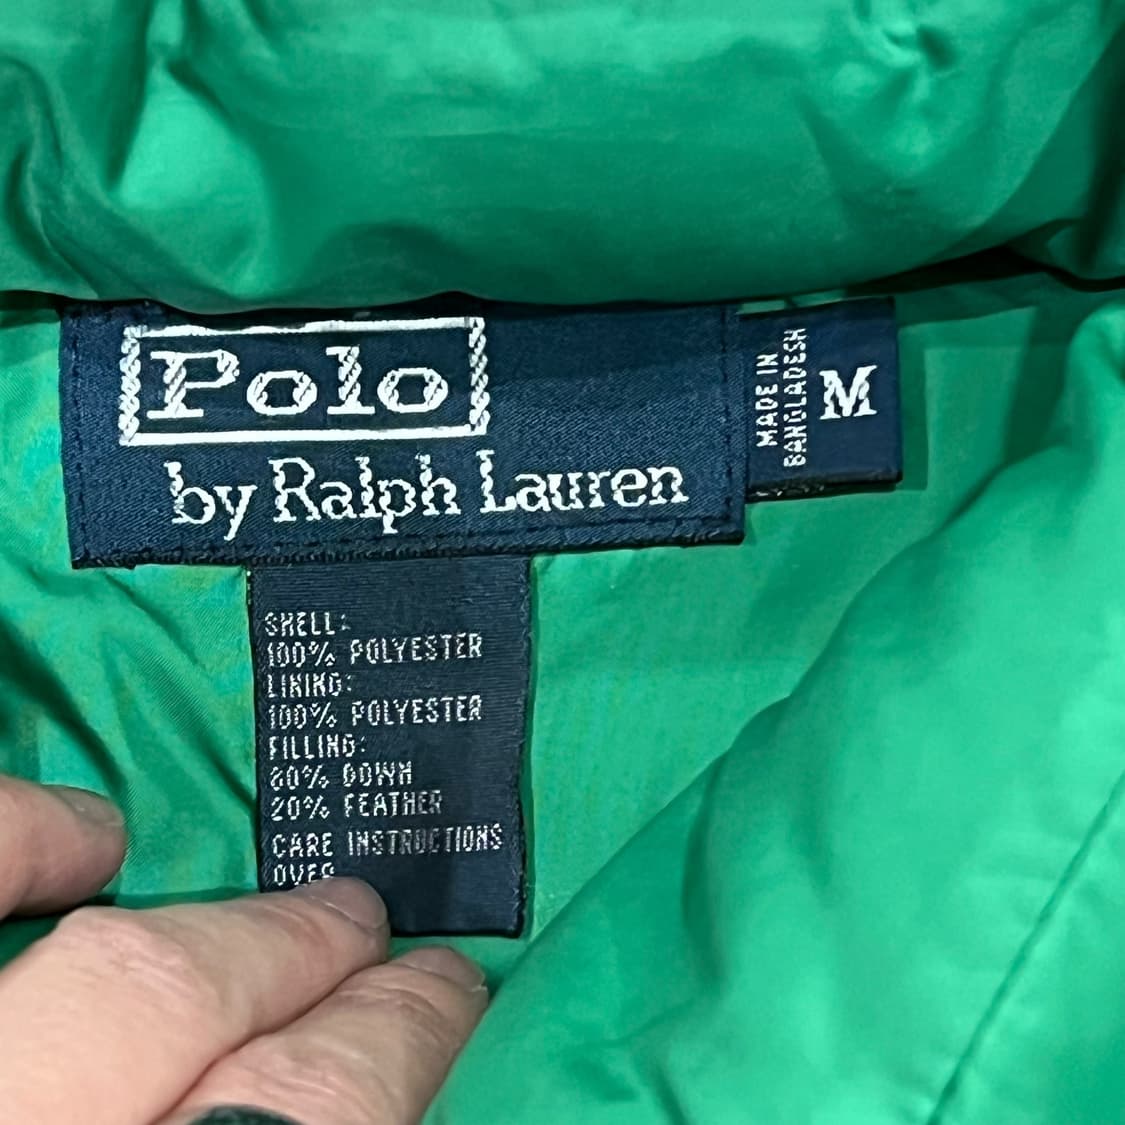 Polo
by Ralph Lauren
MADE IN
BANGLADESH
M
SHELL:
100% POLYESTER
LINING:
100% POLYESTER
FILLING:
80% DOWN
20% FEATHER
CARE INSTRUCTIONS
OVER